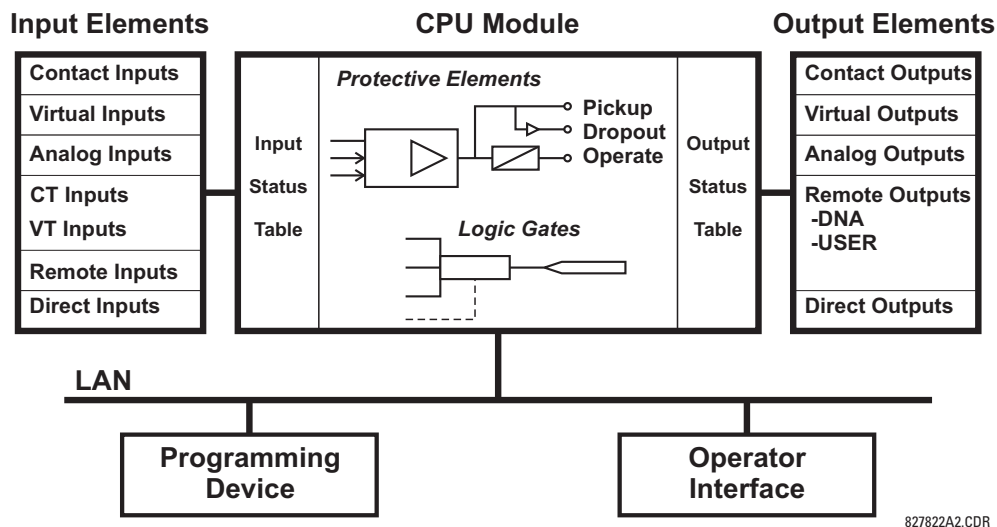 Input Elements
CPU Module
Output Elements
Contact Inputs
Virtual Inputs
Analog Inputs
CT Inputs
VT Inputs
Remote Inputs
Direct Inputs
Input
Status
Table
Protective Elements
Pickup
Dropout
Operate
Logic Gates
Output
Status
Table
Contact Outputs
Virtual Outputs
Analog Outputs
Remote Outputs
-DNA
-USER
Direct Outputs
LAN
Programming
Device
Operator
Interface
827822A2.CDR